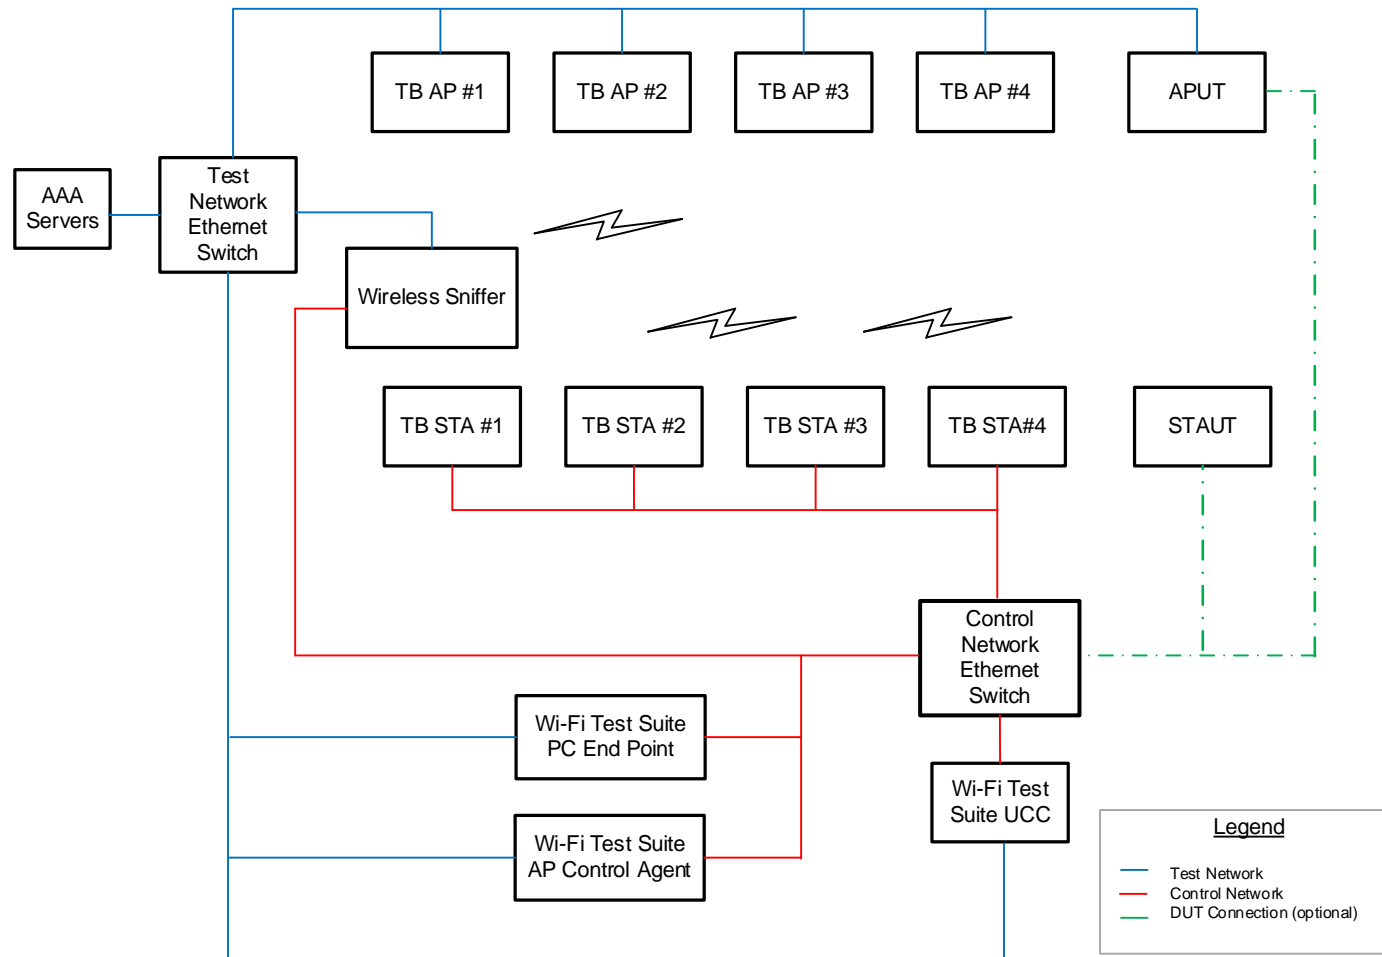 TB AP #1
TB AP #2
TB AP #3
TB AP #4
APUT
AAA
Servers
Test
Network
Ethernet
Switch
Wireless Sniffer
TB STA #1
TB STA #2
TB STA #3
TB STA#4
STAUT
Control
Network
Ethernet
Switch
Wi-Fi Test Suite
PC End Point
Wi-Fi Test
Suite UCC
Wi-Fi Test Suite
AP Control Agent
Legend
Test Network
Control Network
DUT Connection (optional)